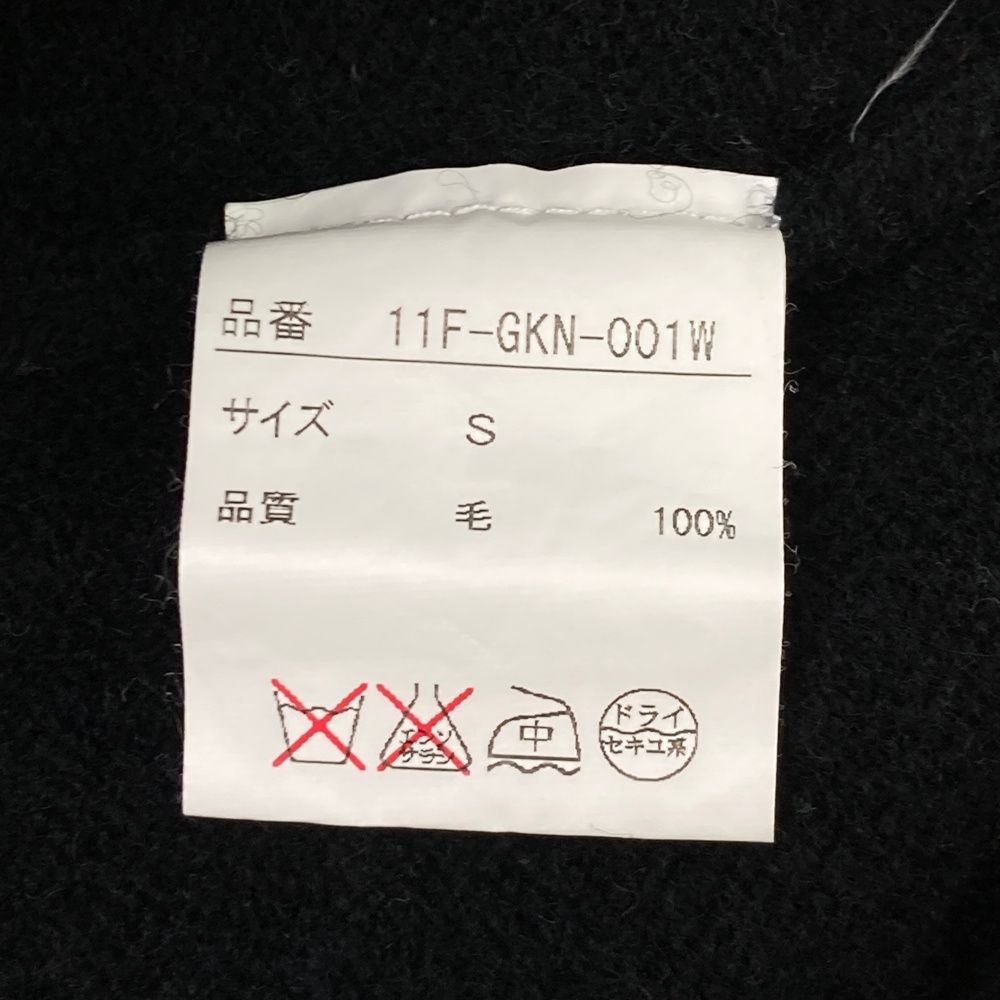 品番 11F-GKN-001W
サイズ S
品質 毛 100%
エンソ
サラシ
中
ドライ
セキユ系